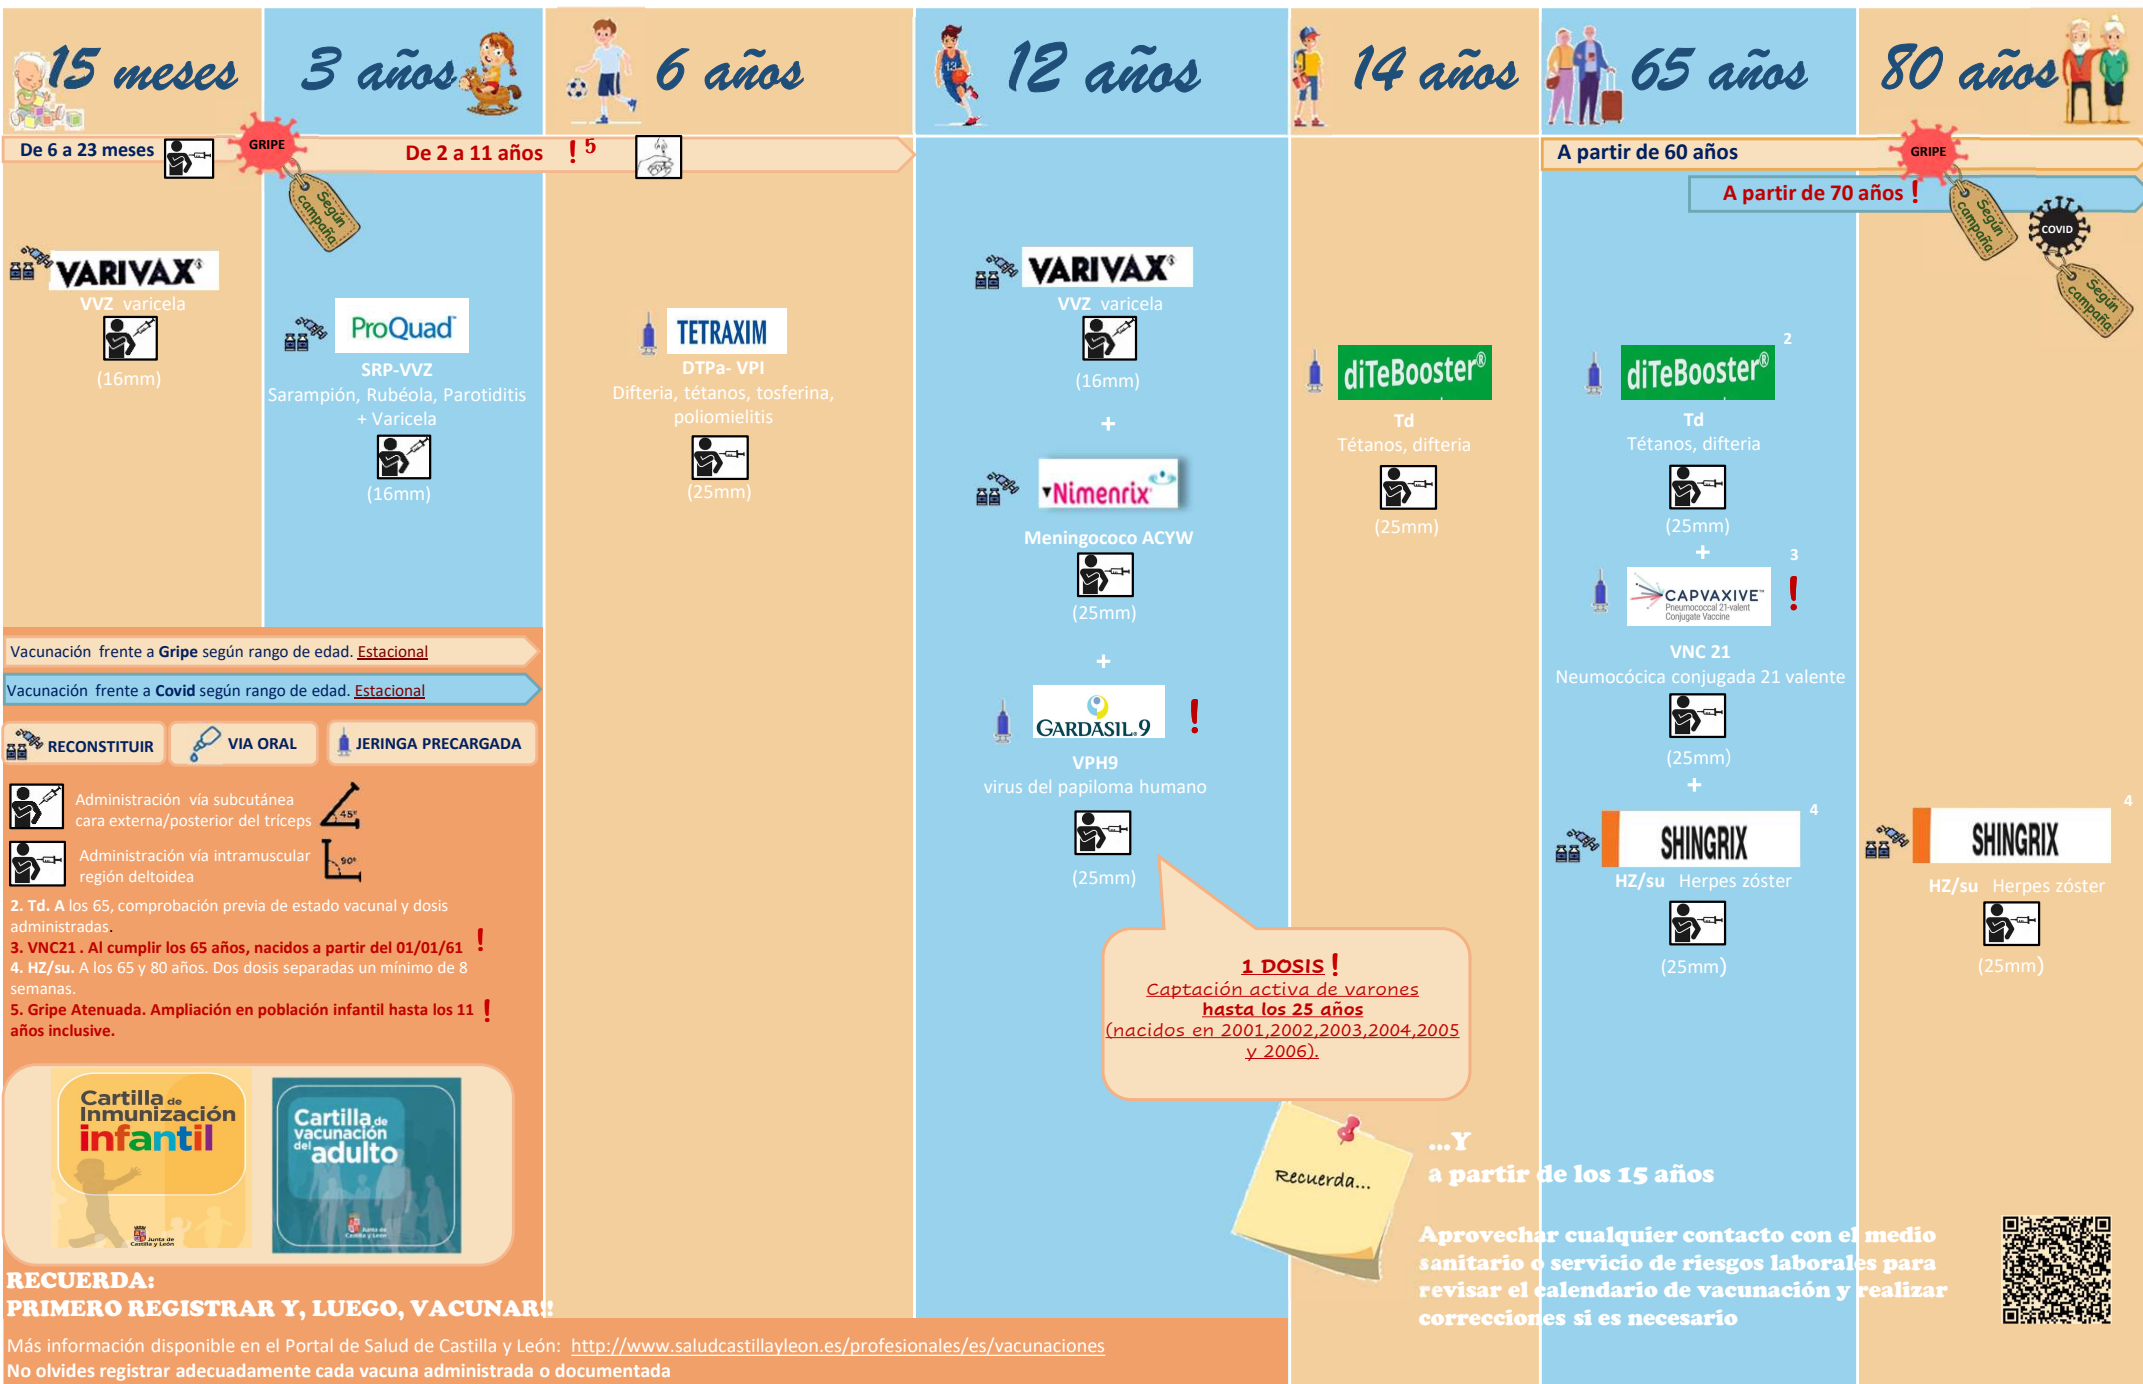 15 meses
3 años
6 años
12 años
14 años
65 años
80 años
De 6 a 23 meses
GRIPE
De 2 a 11 años ! 5
Según
campaña
A partir de 60 años
GRIPE
A partir de 70 años !
Según
campaña
COVID
Según
campaña
VARIVAX®
VVZ varicela
(16mm)
ProQuad™
SRP-VVZ
Sarampión, Rubéola, Parotiditis
+ Varicela
(16mm)
TETRAXIM
DTPa- VPI
Difteria, tétanos, tosferina,
poliomielitis
(25mm)
VARIVAX®
VVZ varicela
(16mm)
+
▼Nimenrix
Meningococo ACYW
(25mm)
+
GARDASIL.9 !
VPH9
virus del papiloma humano
(25mm)
1 DOSIS !
Captación activa de varones
hasta los 25 años
(nacidos en 2001,2002,2003,2004,2005
y 2006).
diTeBooster®
Td
Tétanos, difteria
(25mm)
2
diTeBooster®
Td
Tétanos, difteria
(25mm)
+
3
CAPVAXIVE™ !
Pneumococcal 21-valent
Conjugate Vaccine
VNC 21
Neumocócica conjugada 21 valente
(25mm)
+
4
SHINGRIX
HZ/su Herpes zóster
(25mm)
4
SHINGRIX
HZ/su Herpes zóster
(25mm)
Vacunación frente a Gripe según rango de edad. Estacional
Vacunación frente a Covid según rango de edad. Estacional
RECONSTITUIR
VIA ORAL
JERINGA PRECARGADA
Administración vía subcutánea
cara externa/posterior del tríceps
45°
Administración vía intramuscular
región deltoidea
90°
2. Td. A los 65, comprobación previa de estado vacunal y dosis
administradas.
3. VNC21 . Al cumplir los 65 años, nacidos a partir del 01/01/61 !
4. HZ/su. A los 65 y 80 años. Dos dosis separadas un mínimo de 8
semanas.
5. Gripe Atenuada. Ampliación en población infantil hasta los 11 !
años inclusive.
Cartilla de
Inmunización
infantil
Junta de
Castilla y León
Cartilla de
vacunación
del adulto
Junta de
Castilla y León
Recuerda...
...Y
a partir de los 15 años
Aprovechar cualquier contacto con el medio
sanitario o servicio de riesgos laborales para
revisar el calendario de vacunación y realizar
correcciones si es necesario
RECUERDA:
PRIMERO REGISTRAR Y, LUEGO, VACUNAR!!
Más información disponible en el Portal de Salud de Castilla y León: http://www.saludcastillayleon.es/profesionales/es/vacunaciones
No olvides registrar adecuadamente cada vacuna administrada o documentada